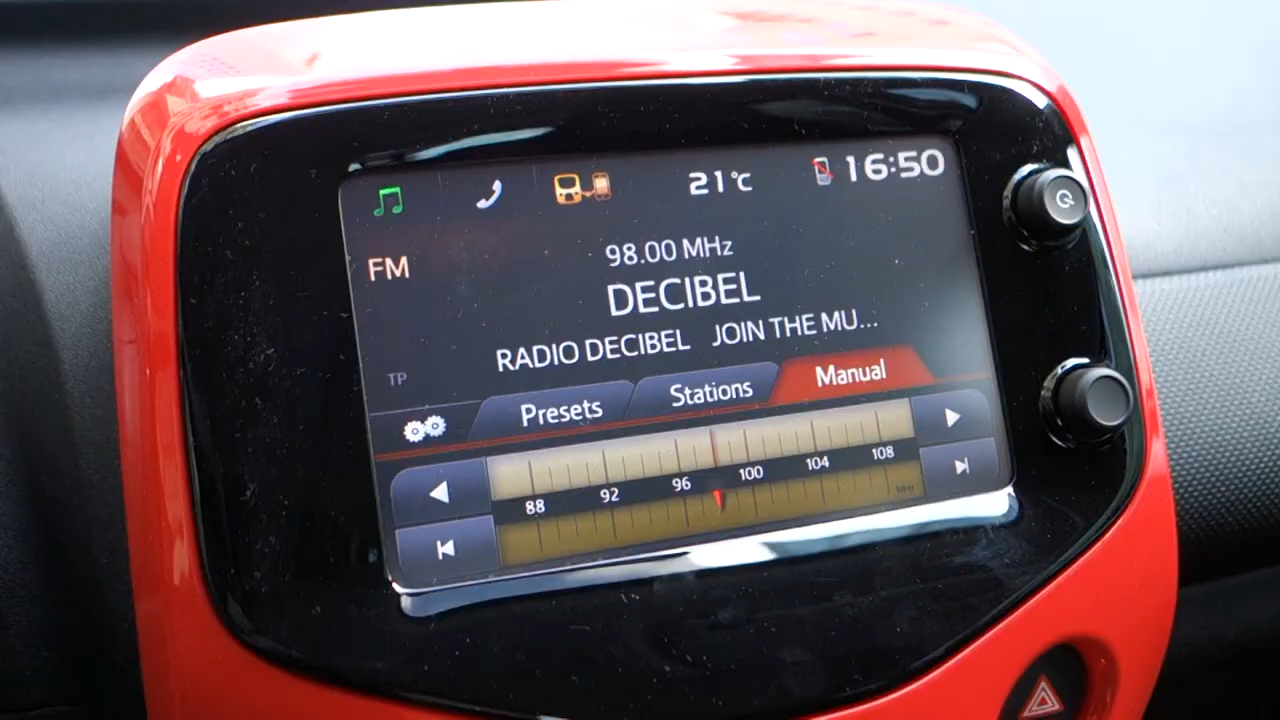 21°C
16:50
FM
98.00 MHz
DECIBEL
RADIO DECIBEL JOIN THE MU...
TP
Presets
Stations
Manual
88 92 96 100 104 108
MHz